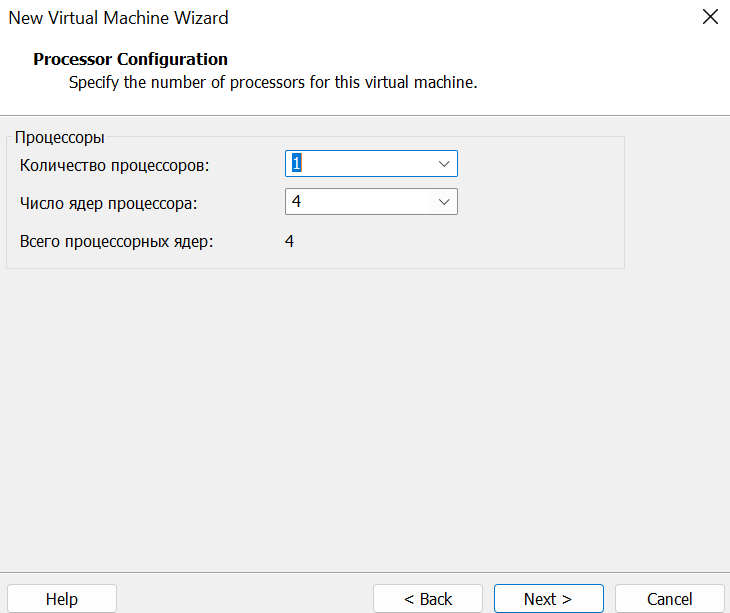 New Virtual Machine Wizard
Processor Configuration
Specify the number of processors for this virtual machine.
Процессоры
Количество процессоров: 1
Число ядер процессора: 4
Всего процессорных ядер: 4
Help < Back Next > Cancel